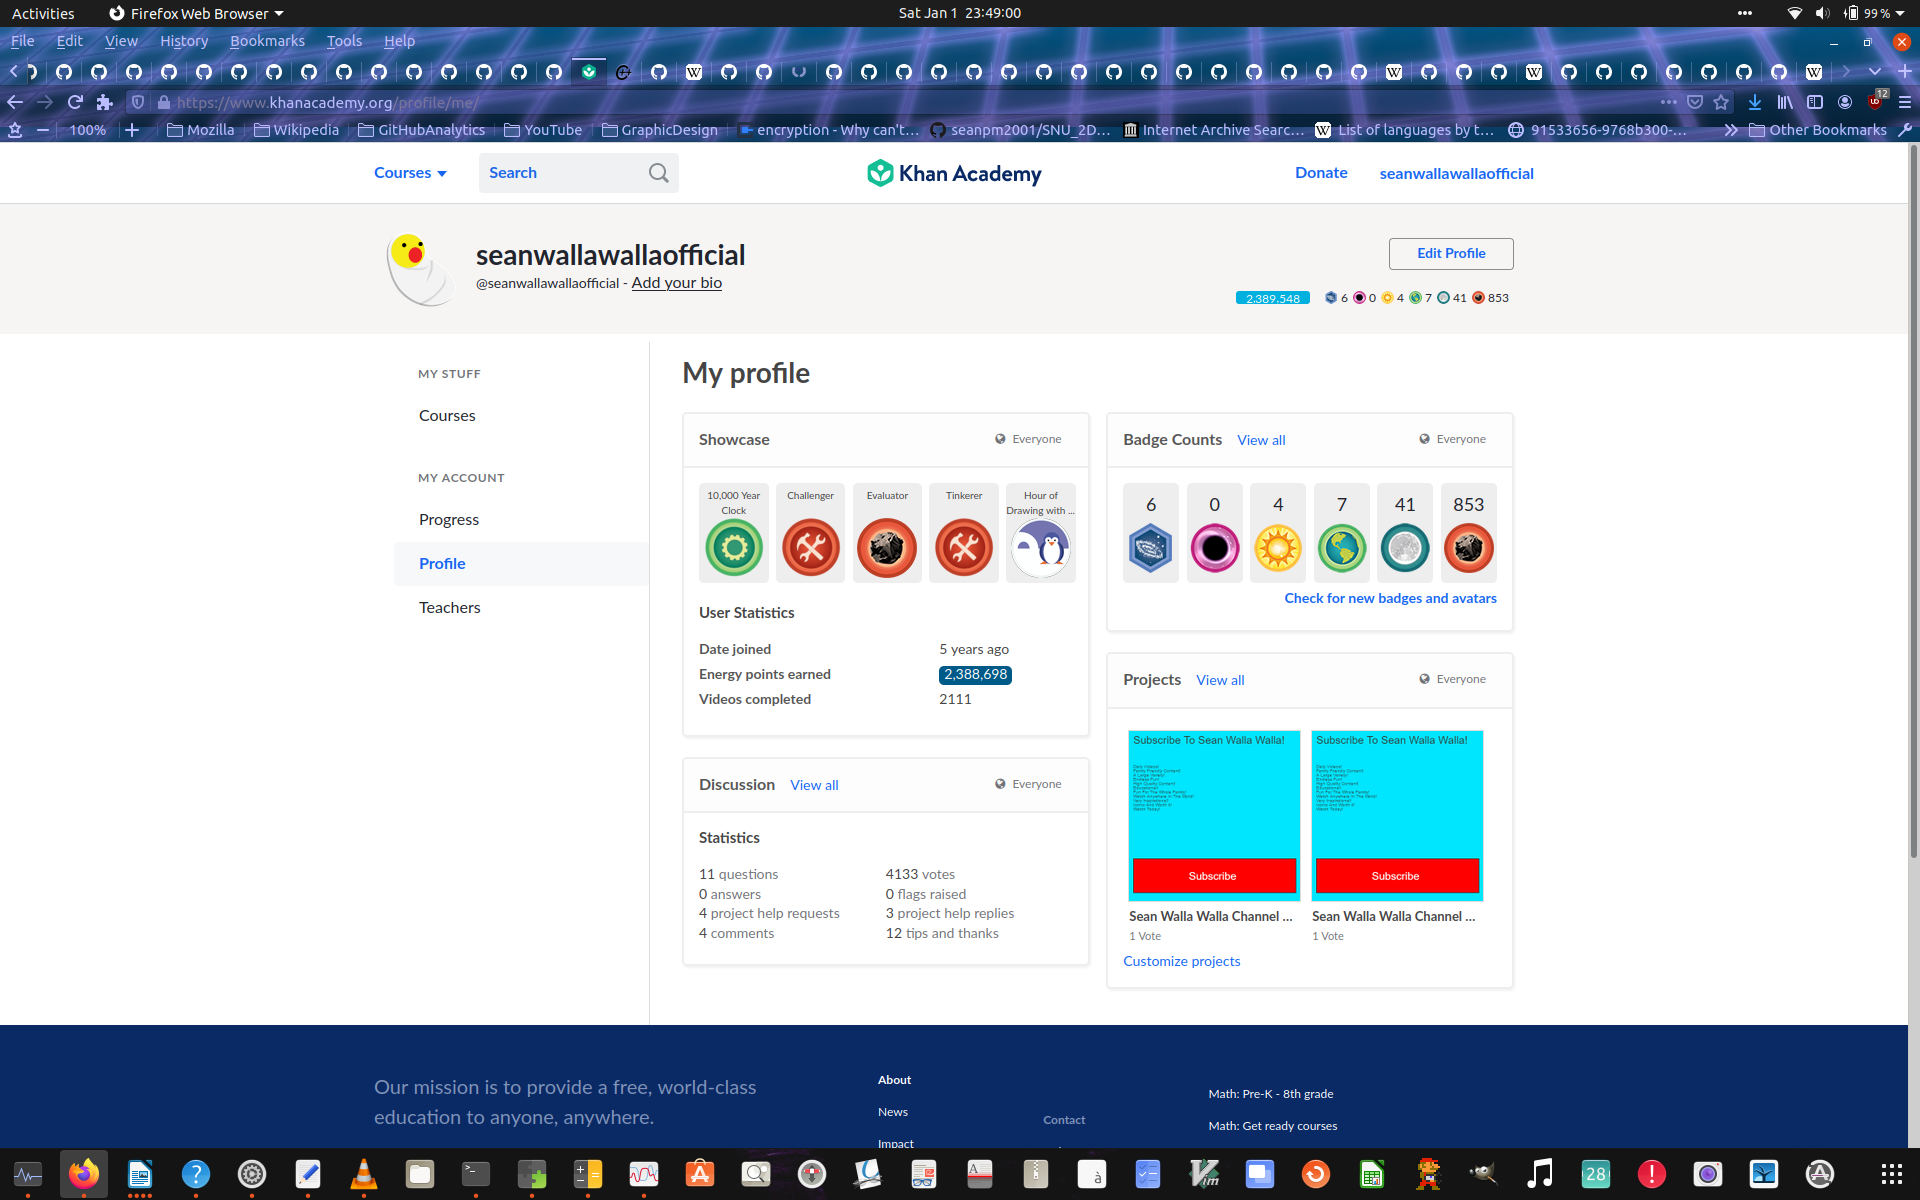 Activities
Firefox Web Browser
Sat Jan 1 23:49:00
99 %
File Edit View History Bookmarks Tools Help
https://www.khanacademy.org/profile/me/
12
100%
Mozilla
Wikipedia
GitHubAnalytics
YouTube
GraphicDesign
encryption - Why can't...
seanpm2001/SNU_2D...
Internet Archive Searc...
List of languages by t...
91533656-9768b300-...
Other Bookmarks
Courses
Search
Khan Academy
Donate
seanwallawallaofficial
seanwallawallaofficial
@seanwallawallaofficial - Add your bio
Edit Profile
2,389,548 6 0 4 7 41 853
MY STUFF
Courses
MY ACCOUNT
Progress
Profile
Teachers
My profile
Showcase
Everyone
10,000 Year Clock
Challenger
Evaluator
Tinkerer
Hour of Drawing with ...
User Statistics
Date joined 5 years ago
Energy points earned 2,388,698
Videos completed 2111
Badge Counts View all
Everyone
6 0 4 7 41 853
Check for new badges and avatars
Discussion View all
Everyone
Statistics
11 questions 4133 votes
0 answers 0 flags raised
4 project help requests 3 project help replies
4 comments 12 tips and thanks
Projects View all
Everyone
Subscribe To Sean Walla Walla!
Subscribe
Sean Walla Walla Channel ...
1 Vote
Subscribe To Sean Walla Walla!
Subscribe
Sean Walla Walla Channel ...
1 Vote
Customize projects
Our mission is to provide a free, world-class
education to anyone, anywhere.
About
News
Impact
Contact
Math: Pre-K - 8th grade
Math: Get ready courses
28